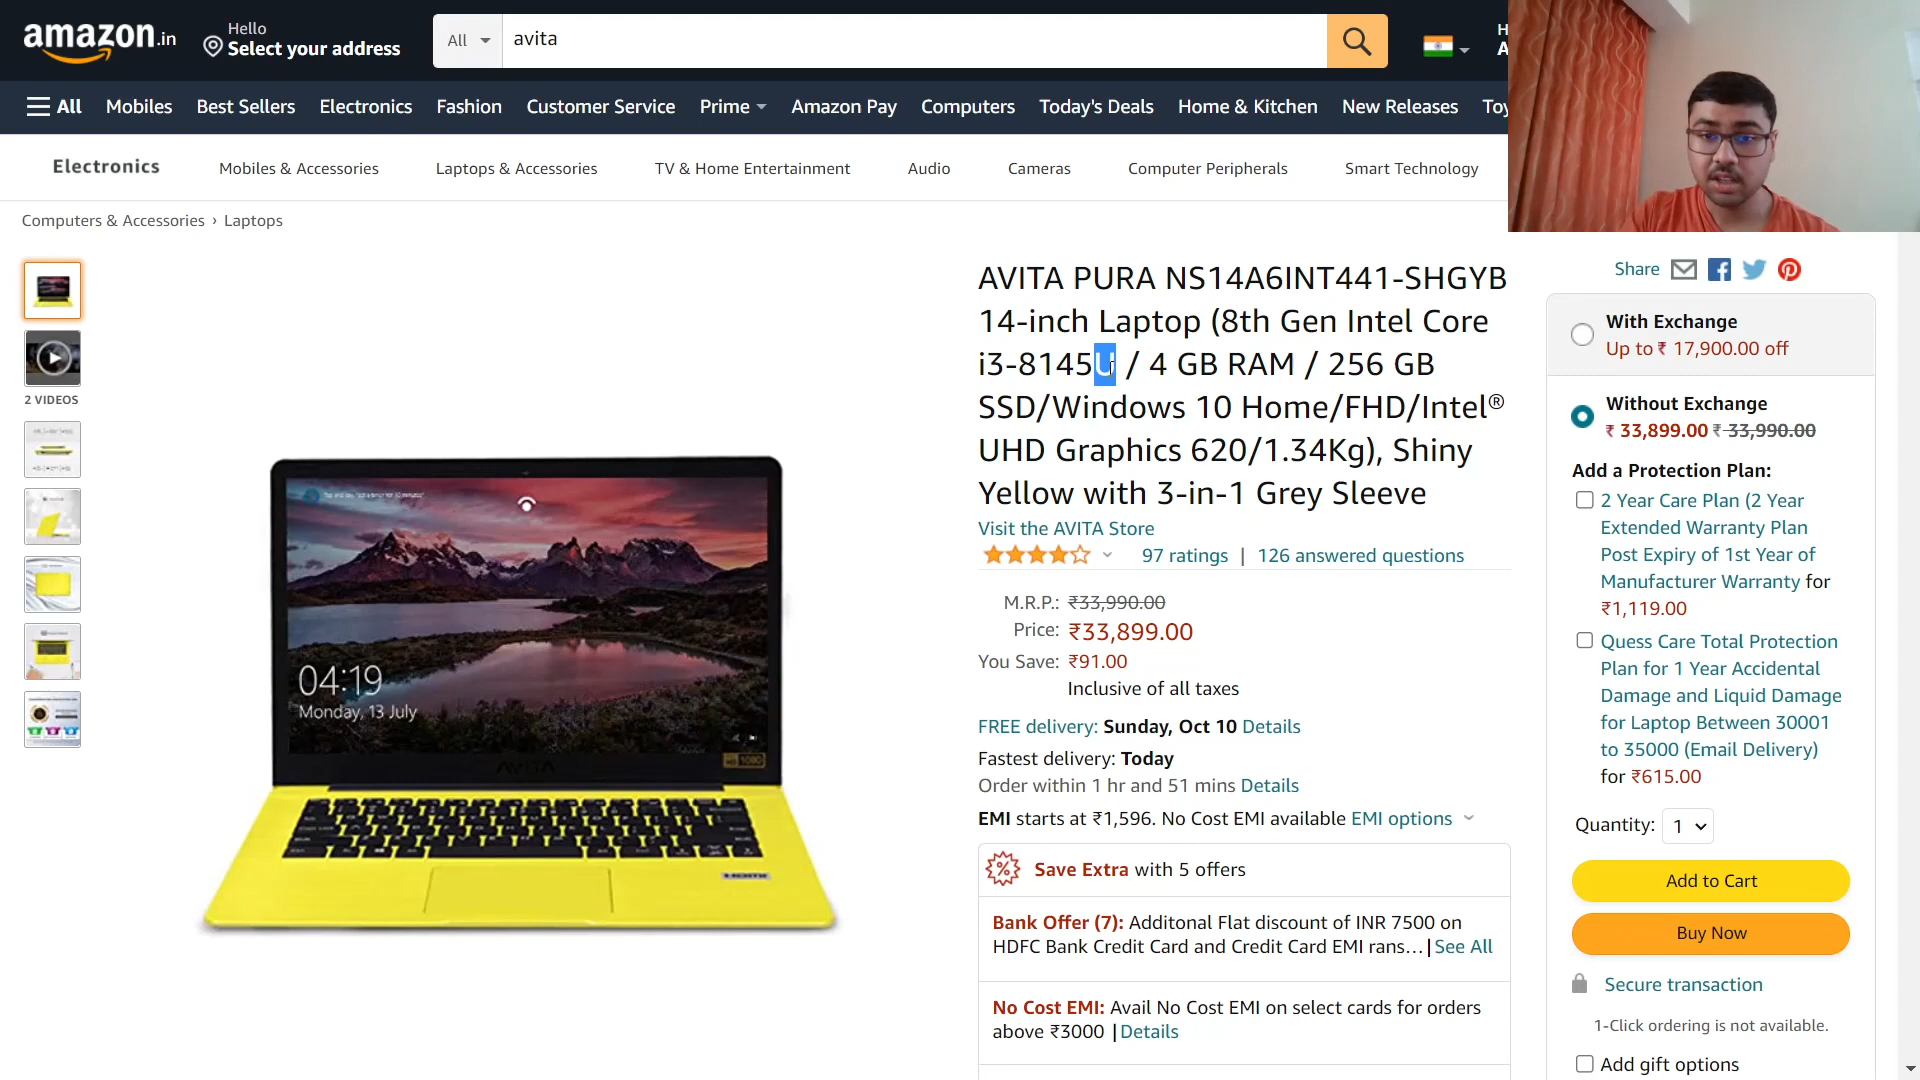 amazon.in
Hello
Select your address
All
avita
H
A
All
Mobiles
Best Sellers
Electronics
Fashion
Customer Service
Prime
Amazon Pay
Computers
Today's Deals
Home & Kitchen
New Releases
Toy
Electronics
Mobiles & Accessories
Laptops & Accessories
TV & Home Entertainment
Audio
Cameras
Computer Peripherals
Smart Technology
Computers & Accessories › Laptops
2 VIDEOS
04:19
Monday, 13 July
AVITA
AVITA PURA NS14A6INT441-SHGYB
14-inch Laptop (8th Gen Intel Core
i3-8145U / 4 GB RAM / 256 GB
SSD/Windows 10 Home/FHD/Intel®
UHD Graphics 620/1.34Kg), Shiny
Yellow with 3-in-1 Grey Sleeve
Visit the AVITA Store
97 ratings | 126 answered questions
M.R.P.: ₹33,990.00
Price: ₹33,899.00
You Save: ₹91.00
Inclusive of all taxes
FREE delivery: Sunday, Oct 10 Details
Fastest delivery: Today
Order within 1 hr and 51 mins Details
EMI starts at ₹1,596. No Cost EMI available EMI options
Save Extra with 5 offers
Bank Offer (7): Additonal Flat discount of INR 7500 on
HDFC Bank Credit Card and Credit Card EMI rans… | See All
No Cost EMI: Avail No Cost EMI on select cards for orders
above ₹3000 | Details
Share
With Exchange
Up to ₹ 17,900.00 off
Without Exchange
₹ 33,899.00 ₹ 33,990.00
Add a Protection Plan:
2 Year Care Plan (2 Year
Extended Warranty Plan
Post Expiry of 1st Year of
Manufacturer Warranty for
₹1,119.00
Quess Care Total Protection
Plan for 1 Year Accidental
Damage and Liquid Damage
for Laptop Between 30001
to 35000 (Email Delivery)
for ₹615.00
Quantity: 1
Add to Cart
Buy Now
Secure transaction
1-Click ordering is not available.
Add gift options